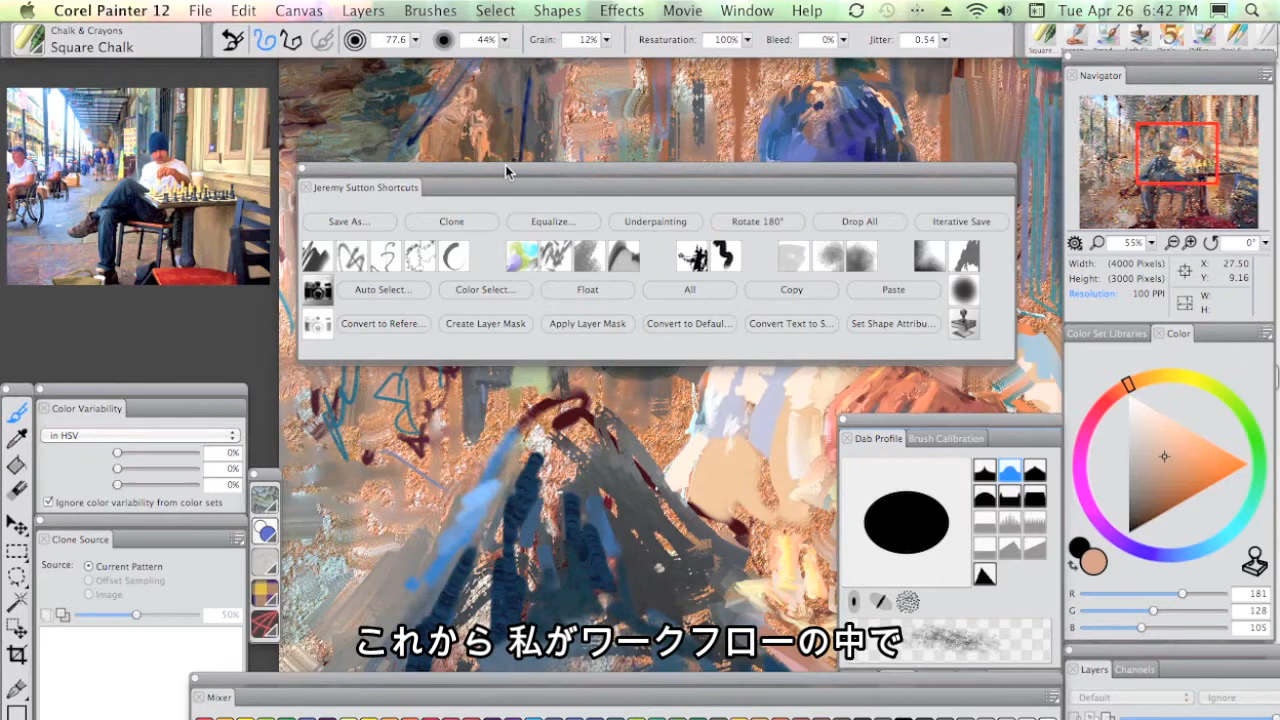 Corel Painter 12 File Edit Canvas Layers Brushes Select Shapes Effects Movie Window Help Tue Apr 26 6:42 PM
Chalk & Crayons
Square Chalk
77.6 44% Grain: 12% Resaturation: 100% Bleed: 0% Jitter: 0.54
Square
Navigator
55% 0°
Width: (4000 Pixels) X: 27.50
Height: (3000 Pixels) Y: 9.16
Resolution: 100 PPI W:
H:
Jeremy Sutton Shortcuts
Save As... Clone Equalize... Underpainting Rotate 180° Drop All Iterative Save
Auto Select... Color Select... Float All Copy Paste
Convert to Refere... Create Layer Mask Apply Layer Mask Convert to Defaul... Convert Text to S... Set Shape Attribu...
Color Set Libraries Color
R 181
G 128
B 105
Color Variability
in HSV
0%
0%
0%
Ignore color variability from color sets
Clone Source
Source: Current Pattern
Offset Sampling
Image
50%
Dab Profile Brush Calibration
これから 私がワークフローの中で
Layers Channels
Default Ignore
Mixer